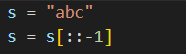 s = "abc"
s = s[::-1]